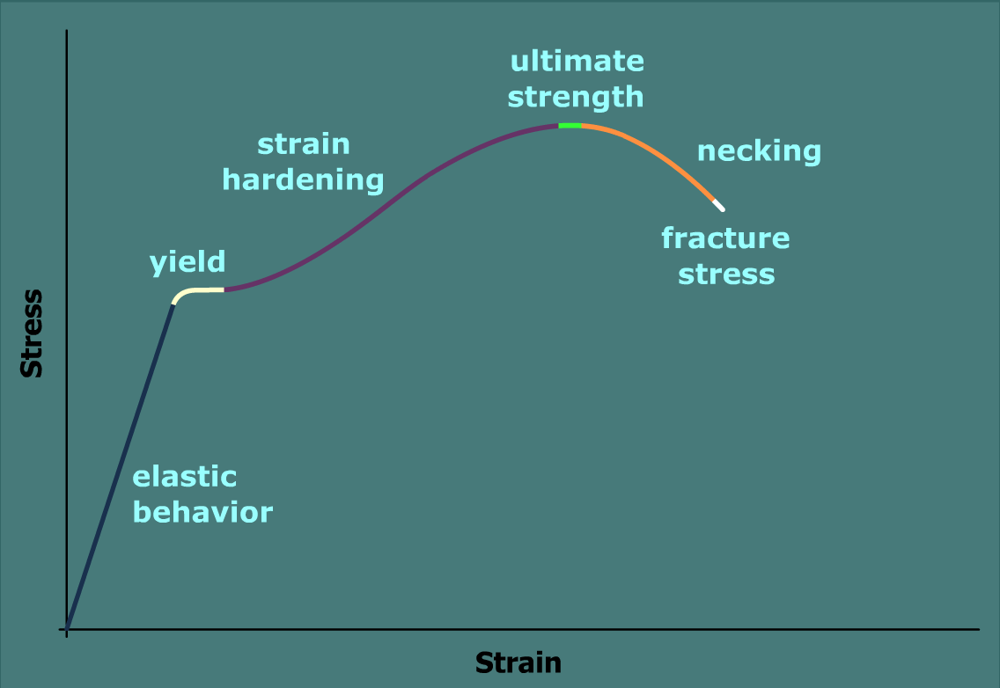 ultimate
strength
strain
hardening
necking
yield
fracture
stress
Stress
elastic
behavior
Strain